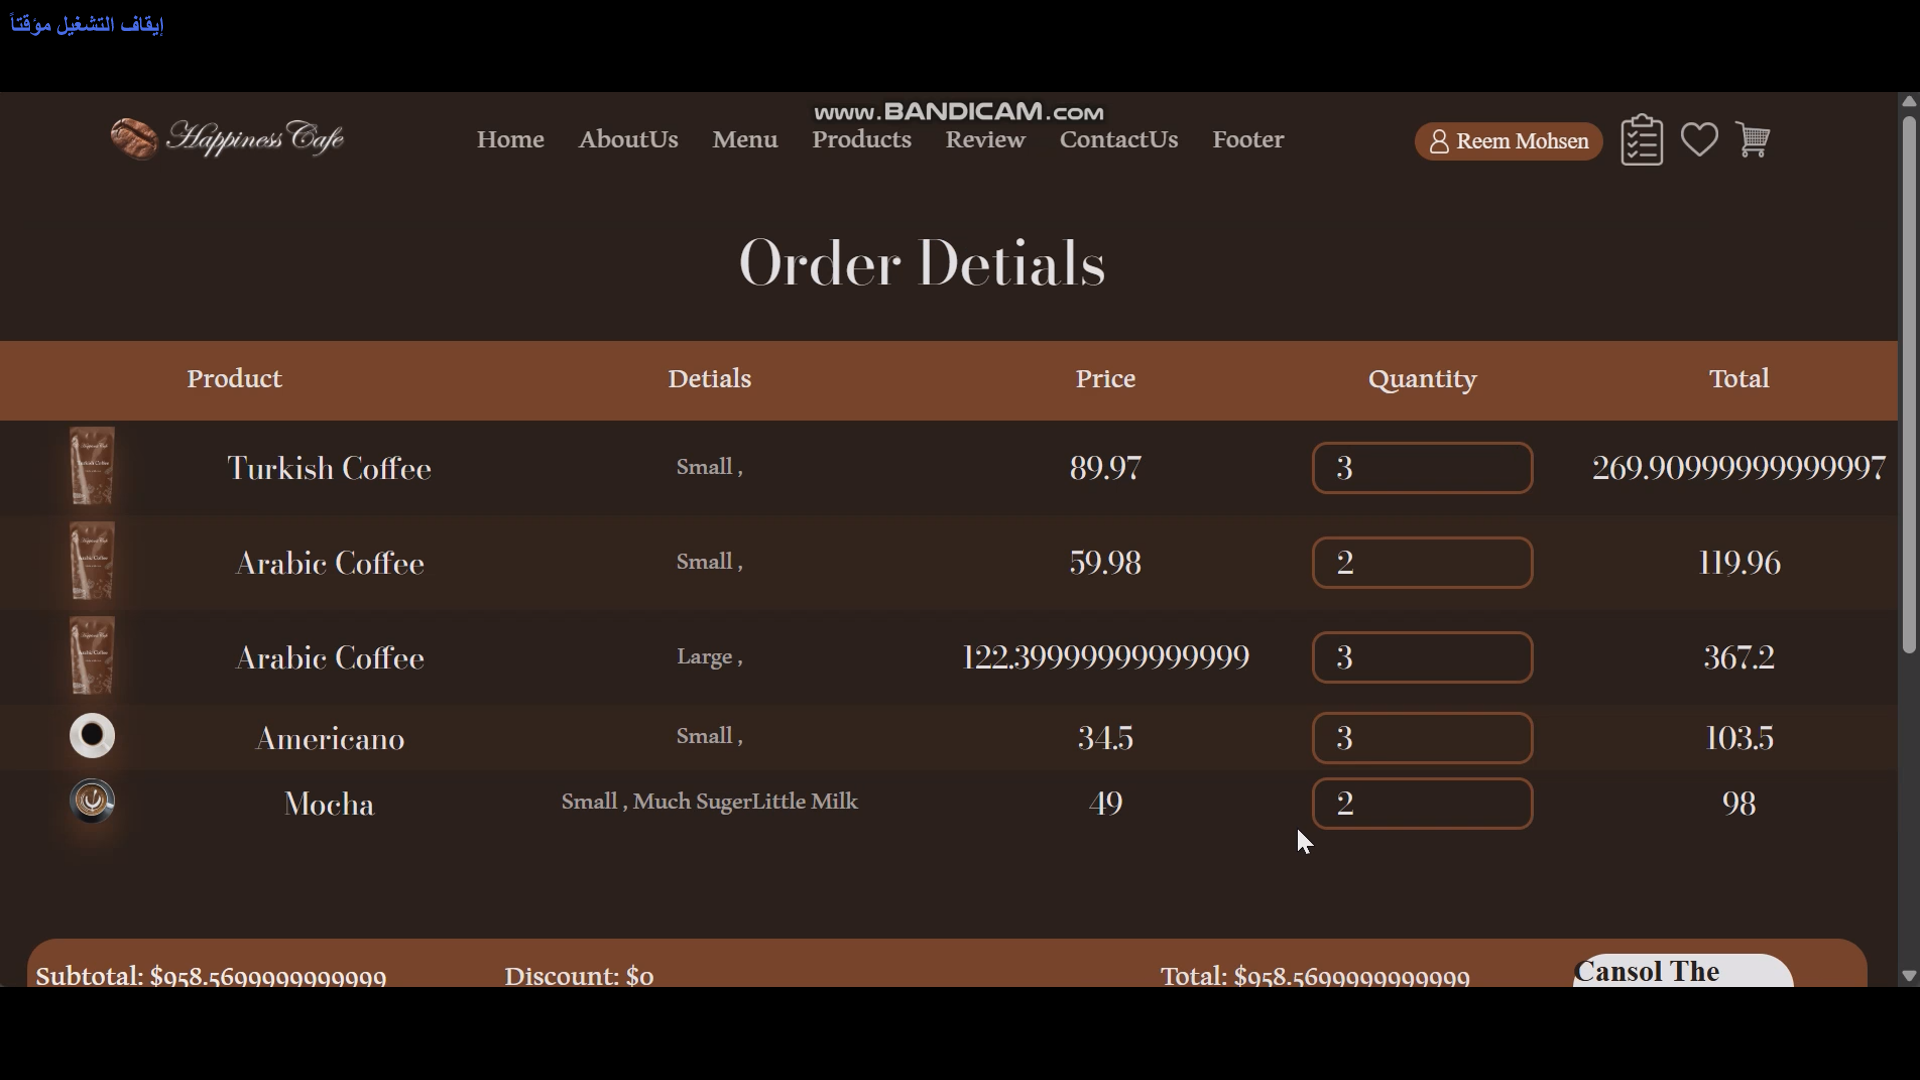 إيقاف التشغيل مؤقتاً
www.BANDICAM.com
Happiness Cafe
Home AboutUs Menu Products Review ContactUs Footer
Reem Mohsen
Order Detials
Product Detials Price Quantity Total
Turkish Coffee Small , 89.97 3 269.90999999999997
Arabic Coffee Small , 59.98 2 119.96
Arabic Coffee Large , 122.39999999999999 3 367.2
Americano Small , 34.5 3 103.5
Mocha Small , Much SugerLittle Milk 49 2 98
Subtotal: $958.5699999999999 Discount: $0 Total: $958.5699999999999 Cansol The